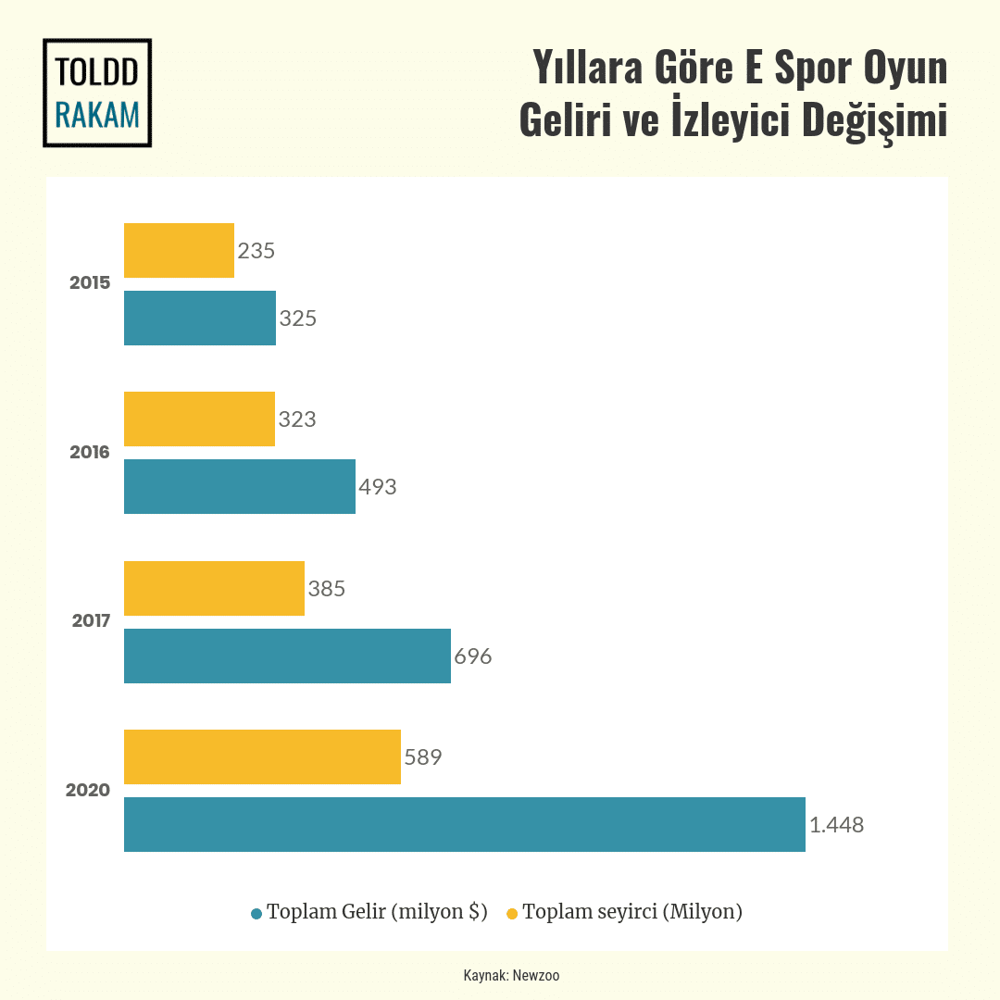 TOLDD
RAKAM
Yıllara Göre E Spor Oyun
Geliri ve İzleyici Değişimi
235
2015
325
323
2016
493
385
2017
696
589
2020
1.448
Toplam Gelir (milyon $) Toplam seyirci (Milyon)
Kaynak: Newzoo